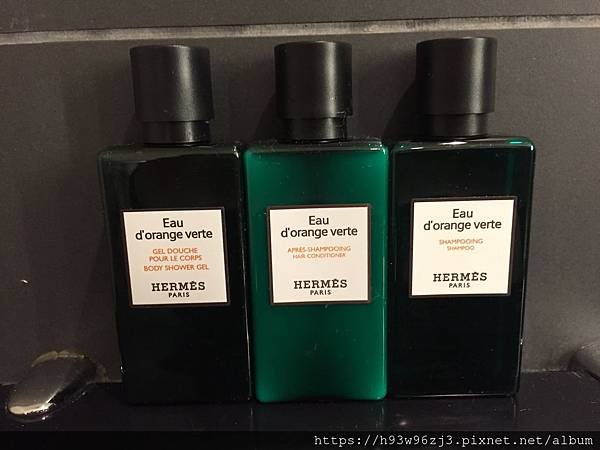 Eau
d'orange verte
GEL DOUCHE
POUR LE CORPS
BODY SHOWER GEL
HERMÈS
PARIS
Eau
d'orange verte
APRÈS-SHAMPOOING
HAIR CONDITIONER
HERMÈS
PARIS
Eau
d'orange verte
SHAMPOOING
SHAMPOO
HERMÈS
PARIS
https://h93w96zj3.pixnet.net/album